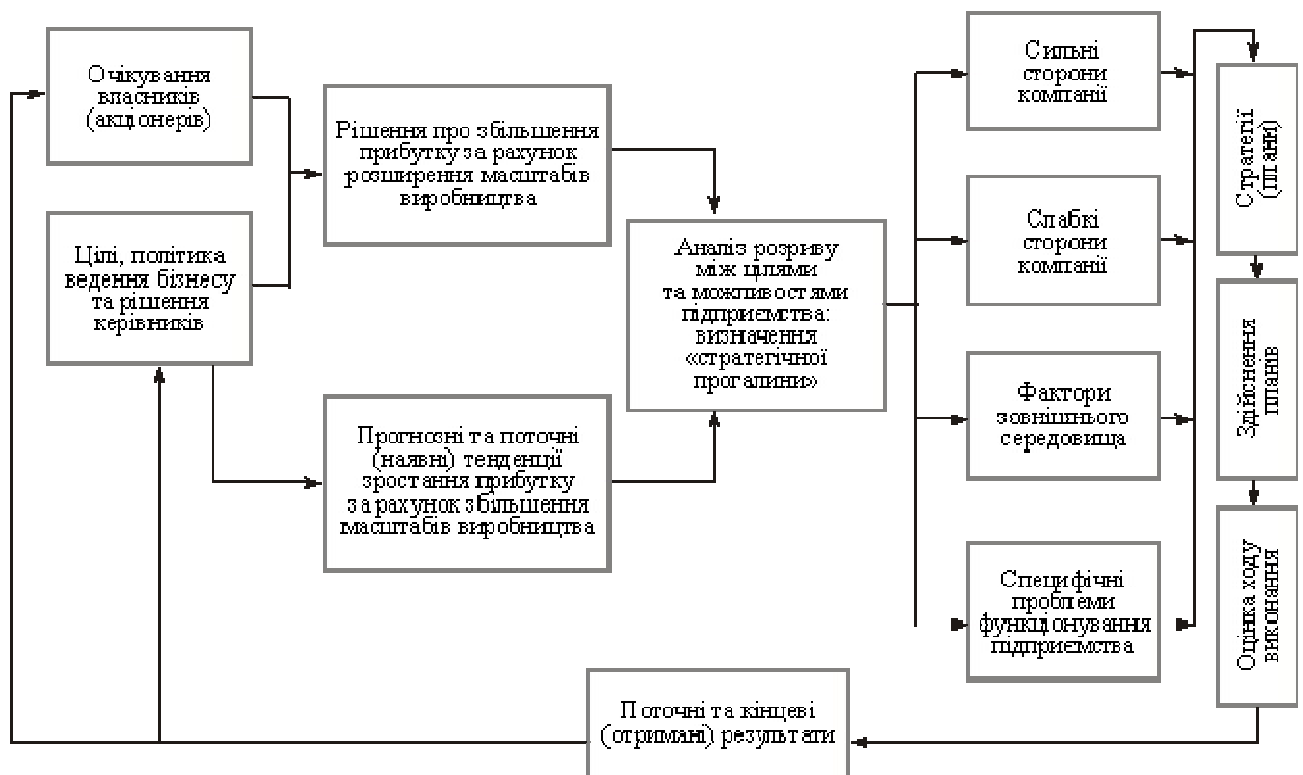 Очікування
власників
(акціонерів)
Цілі, політика
ведення бізнесу
та рішення
керівників
Рішення про збільшення
прибутку за рахунок
розширення масштабів
виробництва
Прогнозні та поточні
(наявні) тенденції
зростання прибутку
за рахунок збільшення
масштабів виробництва
Аналіз розриву
між цілями
та можливостями
підприємства:
визначення
«стратегічної
прогалини»
Сильні
сторони
компанії
Слабкі
сторони
компанії
Фактори
зовнішнього
середовища
Специфічні
проблеми
функціонування
підприємства
Стратегії
(плани)
Здійснення
планів
Оцінка ходу
виконання
Поточні та кінцеві
(отримані) результати